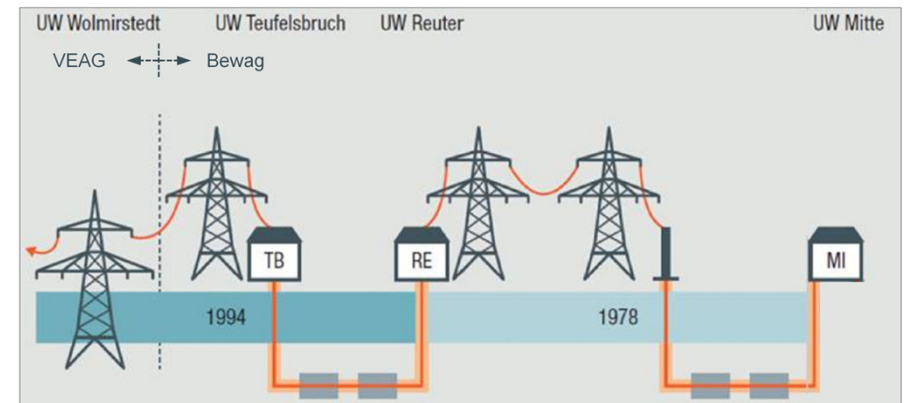 UW Wolmirstedt UW Teufelsbruch UW Reuter UW Mitte
VEAG Bewag
TB RE MI
1994 1978